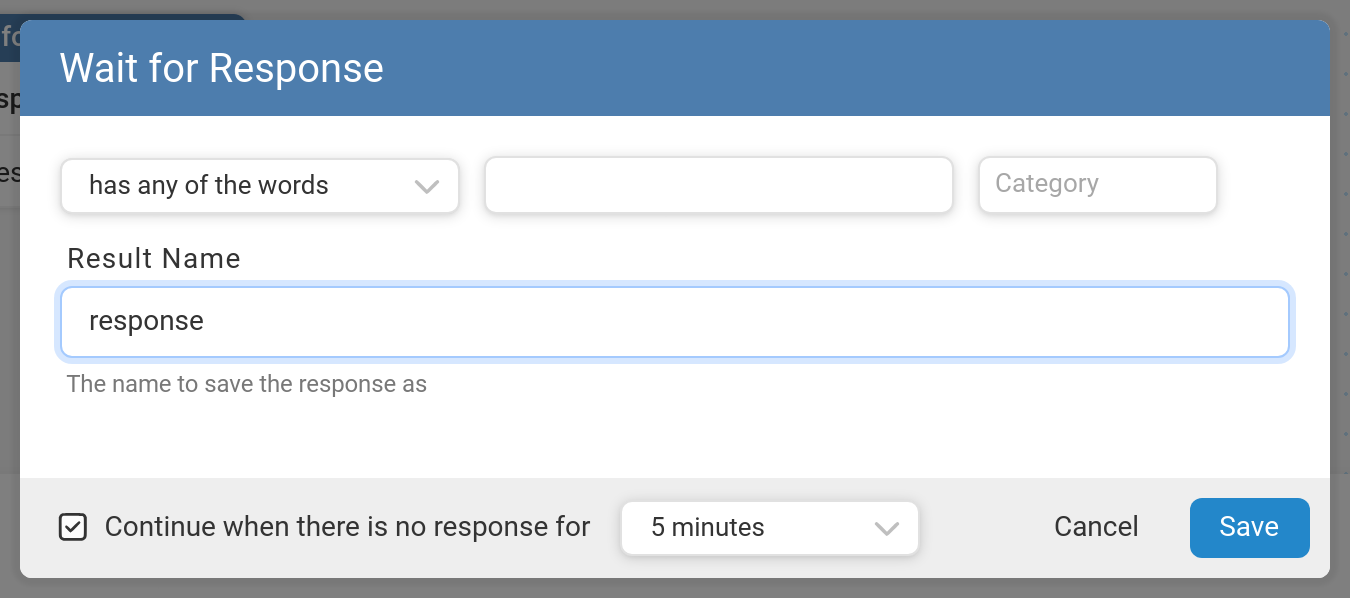 Wait for Response
has any of the words
Category
Result Name
response
The name to save the response as
Continue when there is no response for
5 minutes
Cancel
Save